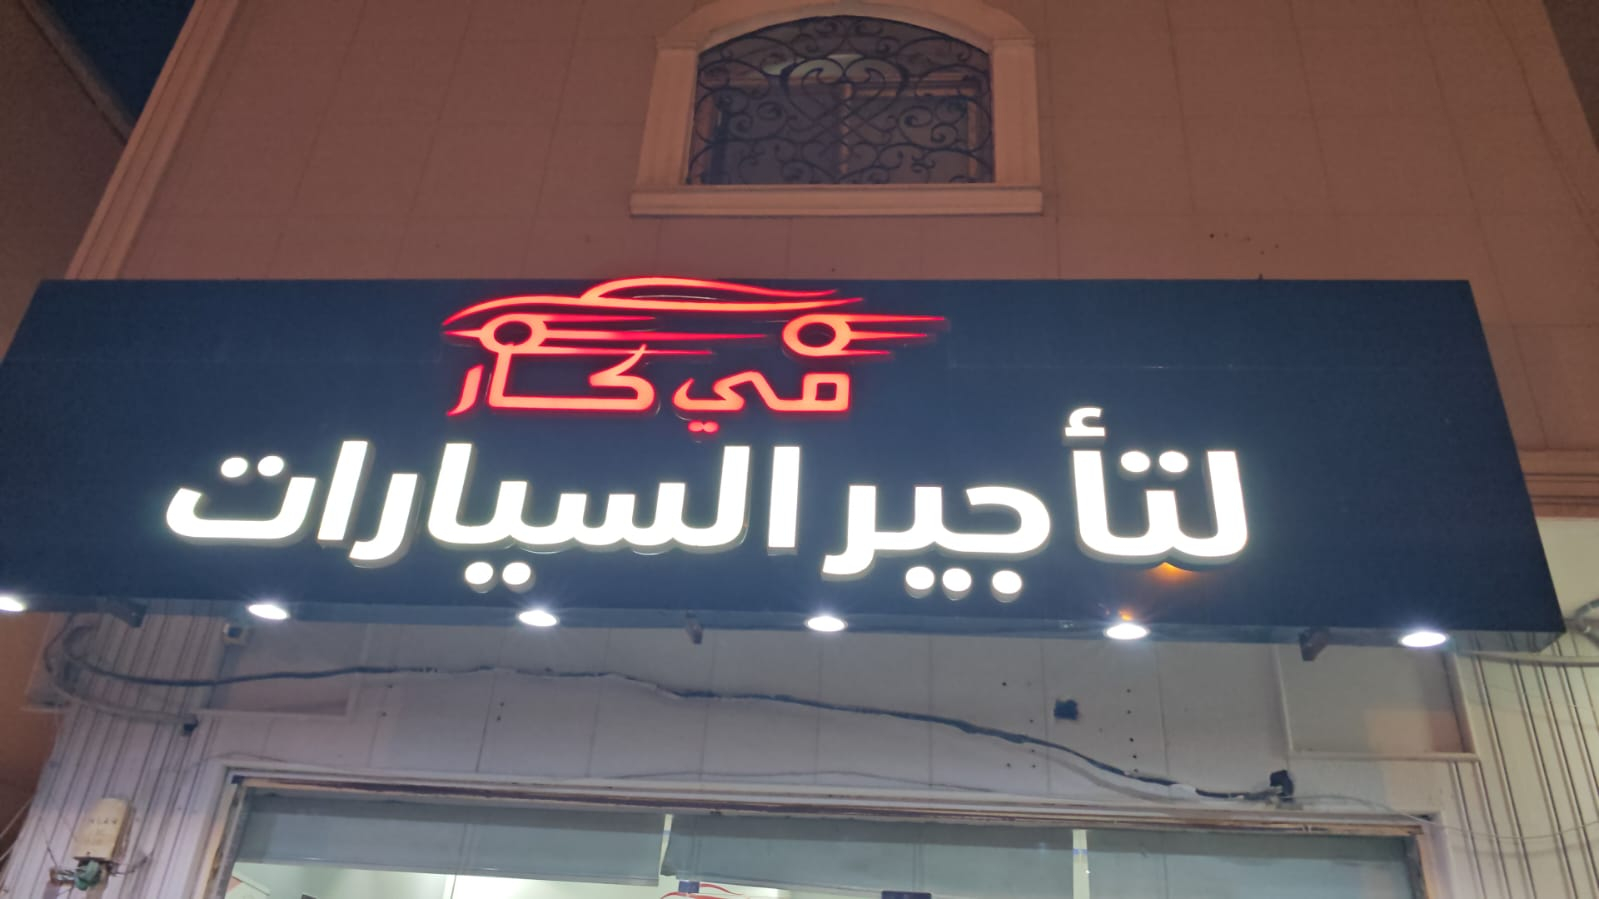 مي كار
لتأجير السيارات